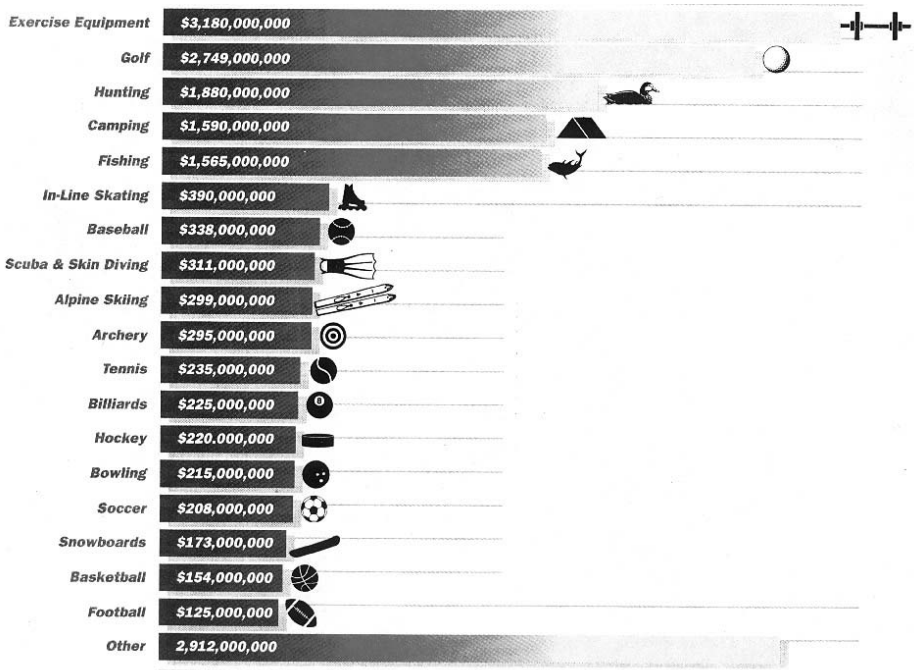 Exercise Equipment $3,180,000,000
Golf $2,749,000,000
Hunting $1,880,000,000
Camping $1,590,000,000
Fishing $1,565,000,000
In-Line Skating $390,000,000
Baseball $338,000,000
Scuba & Skin Diving $311,000,000
Alpine Skiing $299,000,000
Archery $295,000,000
Tennis $235,000,000
Billiards $225,000,000 8
Hockey $220.000,000
Bowling $215,000,000
Soccer $208,000,000
Snowboards $173,000,000
Basketball $154,000,000
Football $125,000,000
Other 2,912,000,000